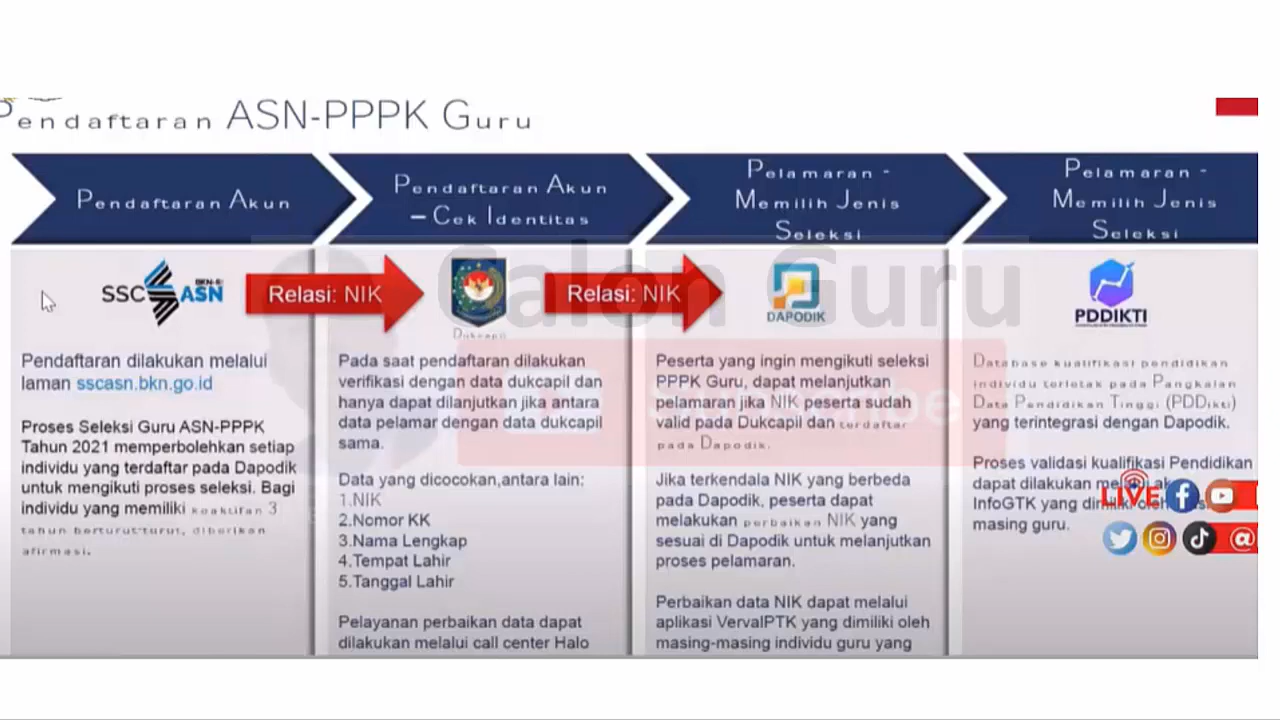 Pendaftaran ASN-PPPK Guru
Pendaftaran Akun
Pendaftaran Akun
– Cek Identitas
Pelamaran -
Memilih Jenis
Seleksi
Pelamaran -
Memilih Jenis
Seleksi
SSC ASN
BKN-RI
Relasi: NIK
Dukcapil
Relasi: NIK
DAPODIK
PDDIKTI
Calon Guru
Subscribe
Pendaftaran dilakukan melalui
laman sscasn.bkn.go.id
Proses Seleksi Guru ASN-PPPK
Tahun 2021 memperbolehkan setiap
individu yang terdaftar pada Dapodik
untuk mengikuti proses seleksi. Bagi
individu yang memiliki keaktifan 3
tahun berturut-turut, diberikan
afirmasi.
Pada saat pendaftaran dilakukan
verifikasi dengan data dukcapil dan
hanya dapat dilanjutkan jika antara
data pelamar dengan data dukcapil
sama.
Data yang dicocokan,antara lain:
1.NIK
2.Nomor KK
3.Nama Lengkap
4.Tempat Lahir
5.Tanggal Lahir
Pelayanan perbaikan data dapat
dilakukan melalui call center Halo
Peserta yang ingin mengikuti seleksi
PPPK Guru, dapat melanjutkan
pelamaran jika NIK peserta sudah
valid pada Dukcapil dan terdaftar
pada Dapodik.
Jika terkendala NIK yang berbeda
pada Dapodik, peserta dapat
melakukan perbaikan NIK yang
sesuai di Dapodik untuk melanjutkan
proses pelamaran.
Perbaikan data NIK dapat melalui
aplikasi VervalPTK yang dimiliki oleh
masing-masing individu guru yang
Database kualifikasi pendidikan
individu terletak pada Pangkalan
Data Pendidikan Tinggi (PDDikti)
yang terintegrasi dengan Dapodik.
Proses validasi kualifikasi Pendidikan
dapat dilakukan
InfoGTK yang
masing guru.
LIVE